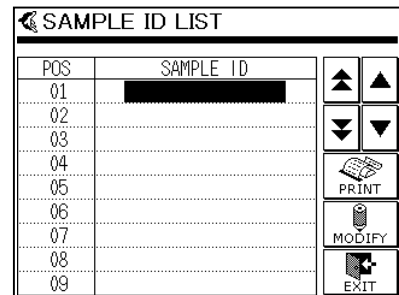 SAMPLE ID LIST
POS SAMPLE ID
01
02
03
04
05
06
07
08
09
PRINT
MODIFY
EXIT